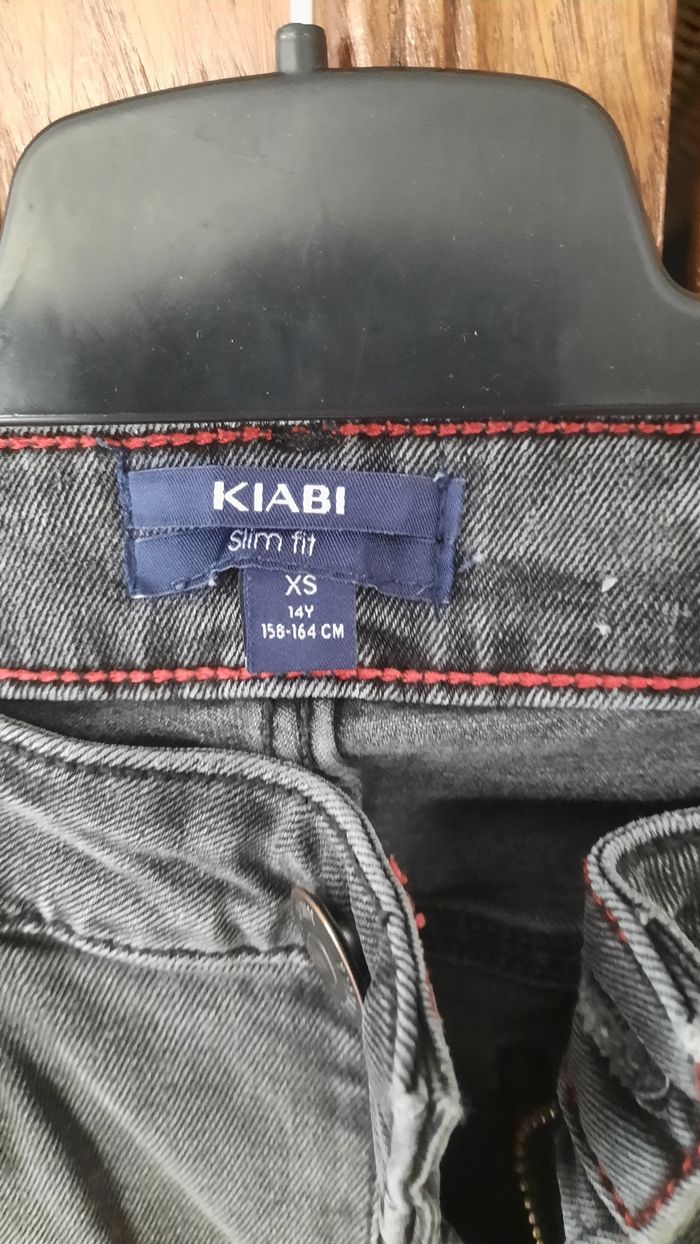 KIABI
slim fit
XS
14Y
158-164 CM